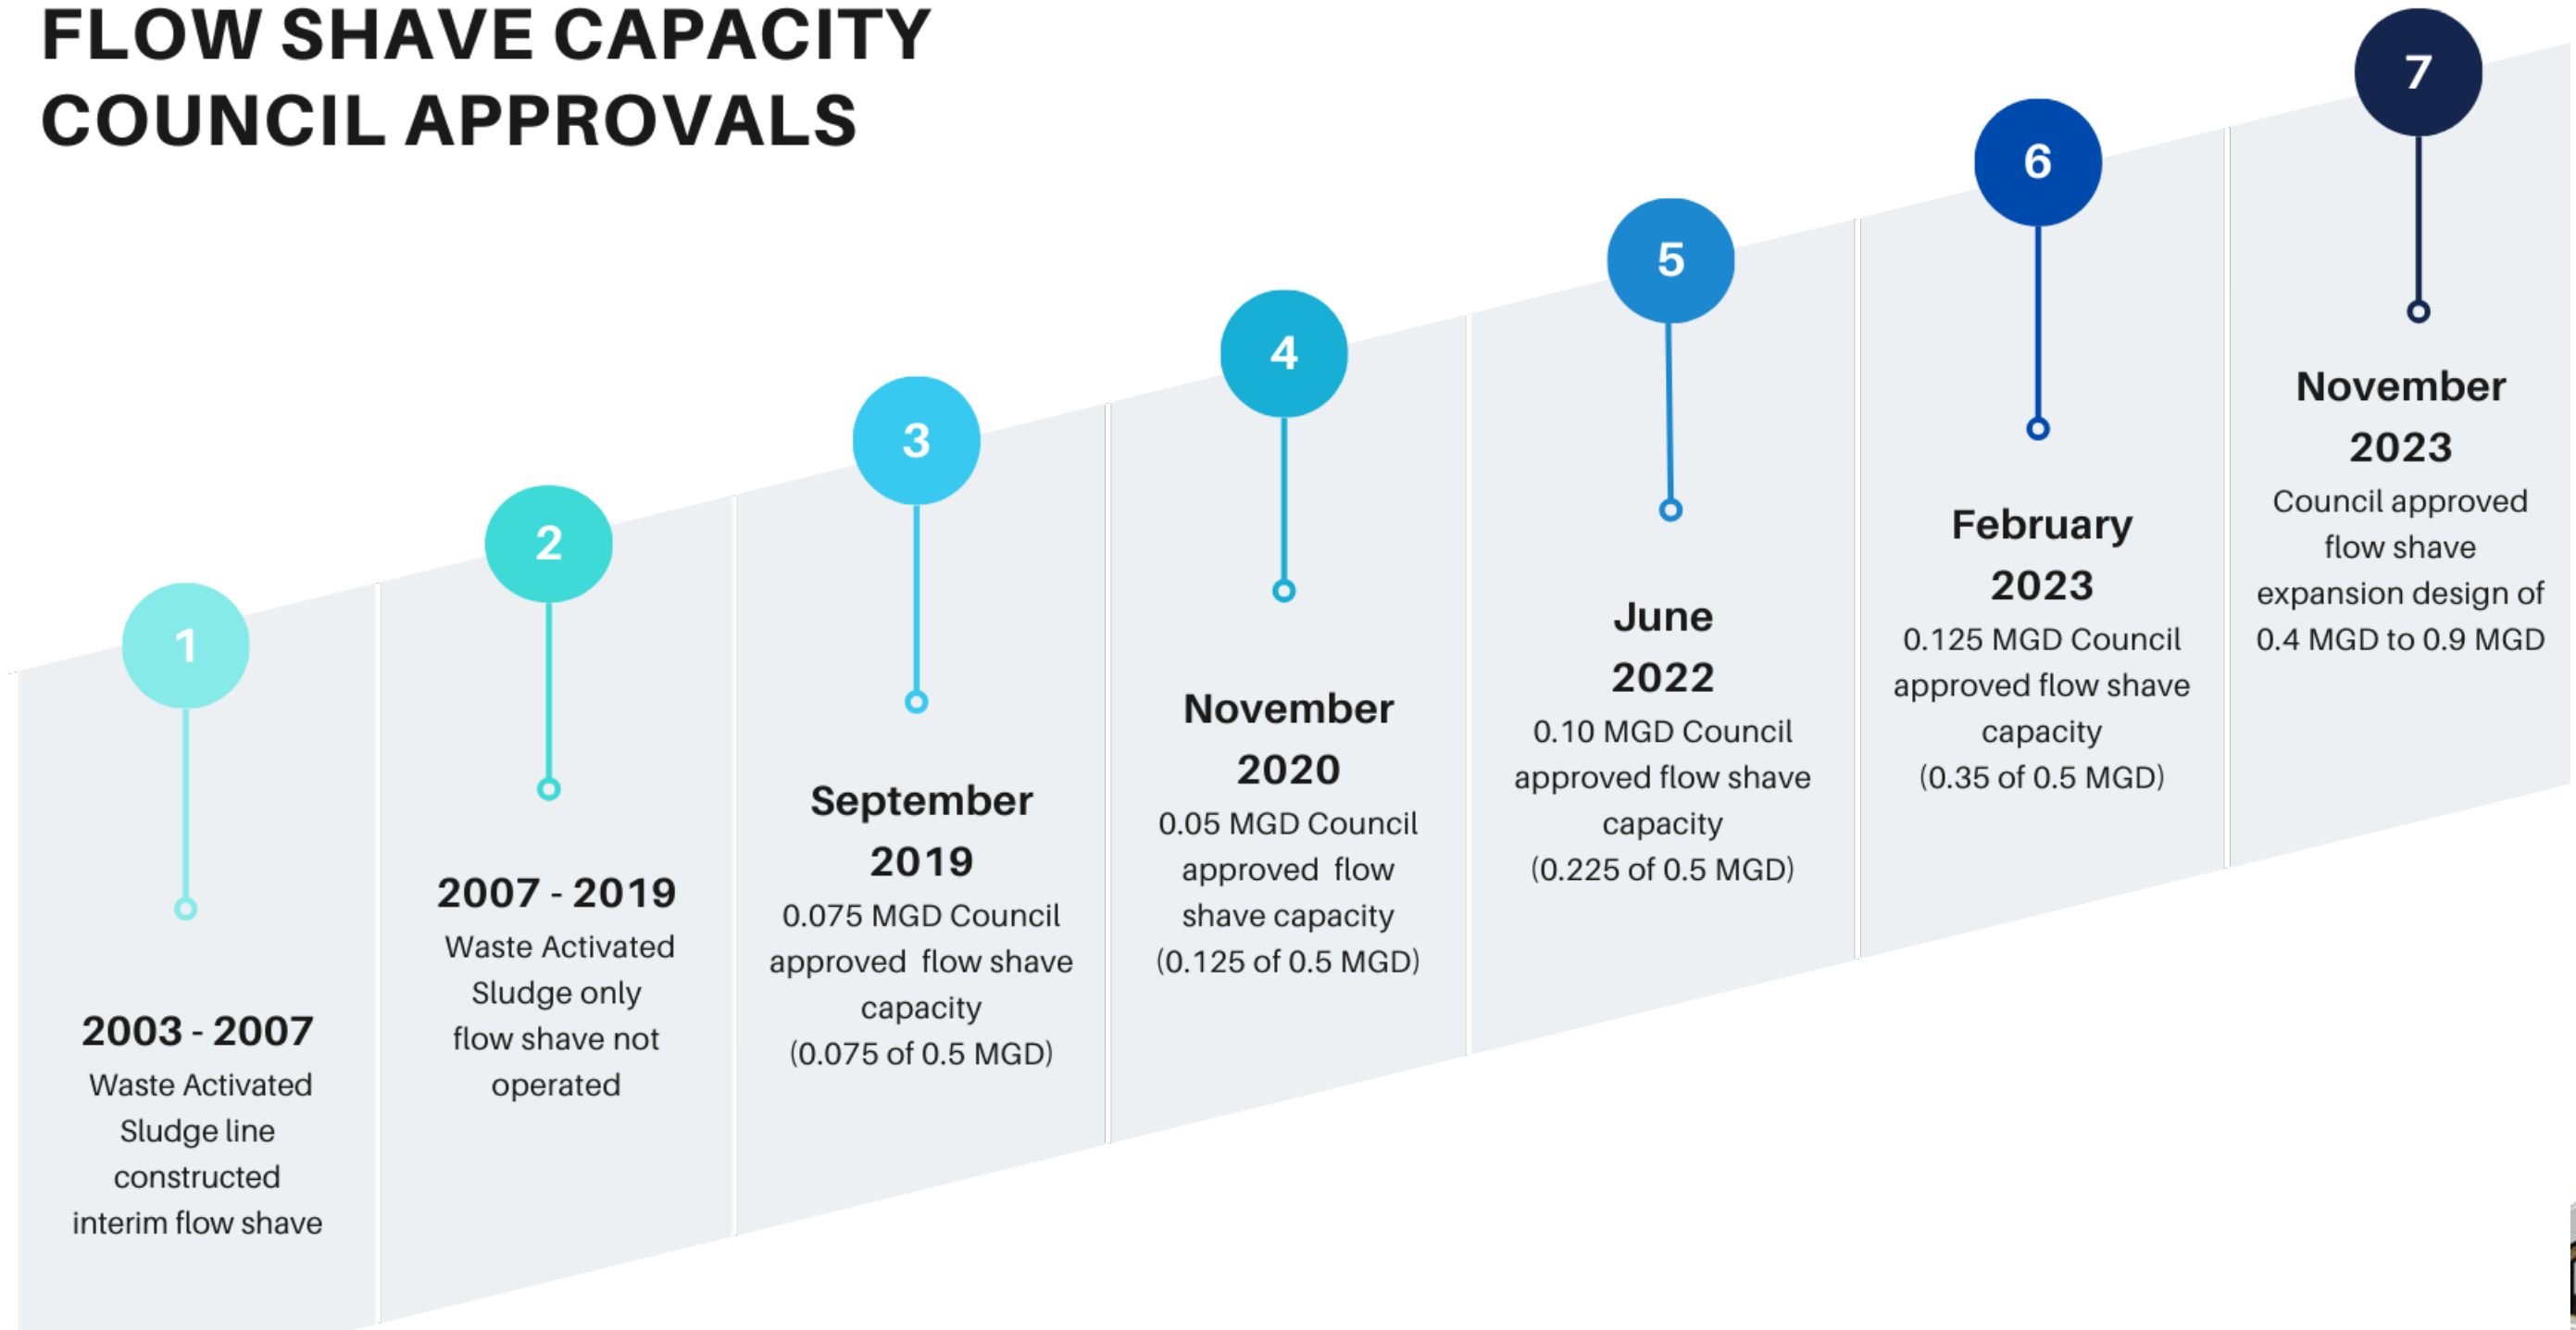 FLOW SHAVE CAPACITY
COUNCIL APPROVALS
1
2003 - 2007
Waste Activated
Sludge line
constructed
interim flow shave
2
2007 - 2019
Waste Activated
Sludge only
flow shave not
operated
3
September
2019
0.075 MGD Council
approved flow shave
capacity
(0.075 of 0.5 MGD)
4
November
2020
0.05 MGD Council
approved flow
shave capacity
(0.125 of 0.5 MGD)
5
June
2022
0.10 MGD Council
approved flow shave
capacity
(0.225 of 0.5 MGD)
6
February
2023
0.125 MGD Council
approved flow shave
capacity
(0.35 of 0.5 MGD)
7
November
2023
Council approved
flow shave
expansion design of
0.4 MGD to 0.9 MGD